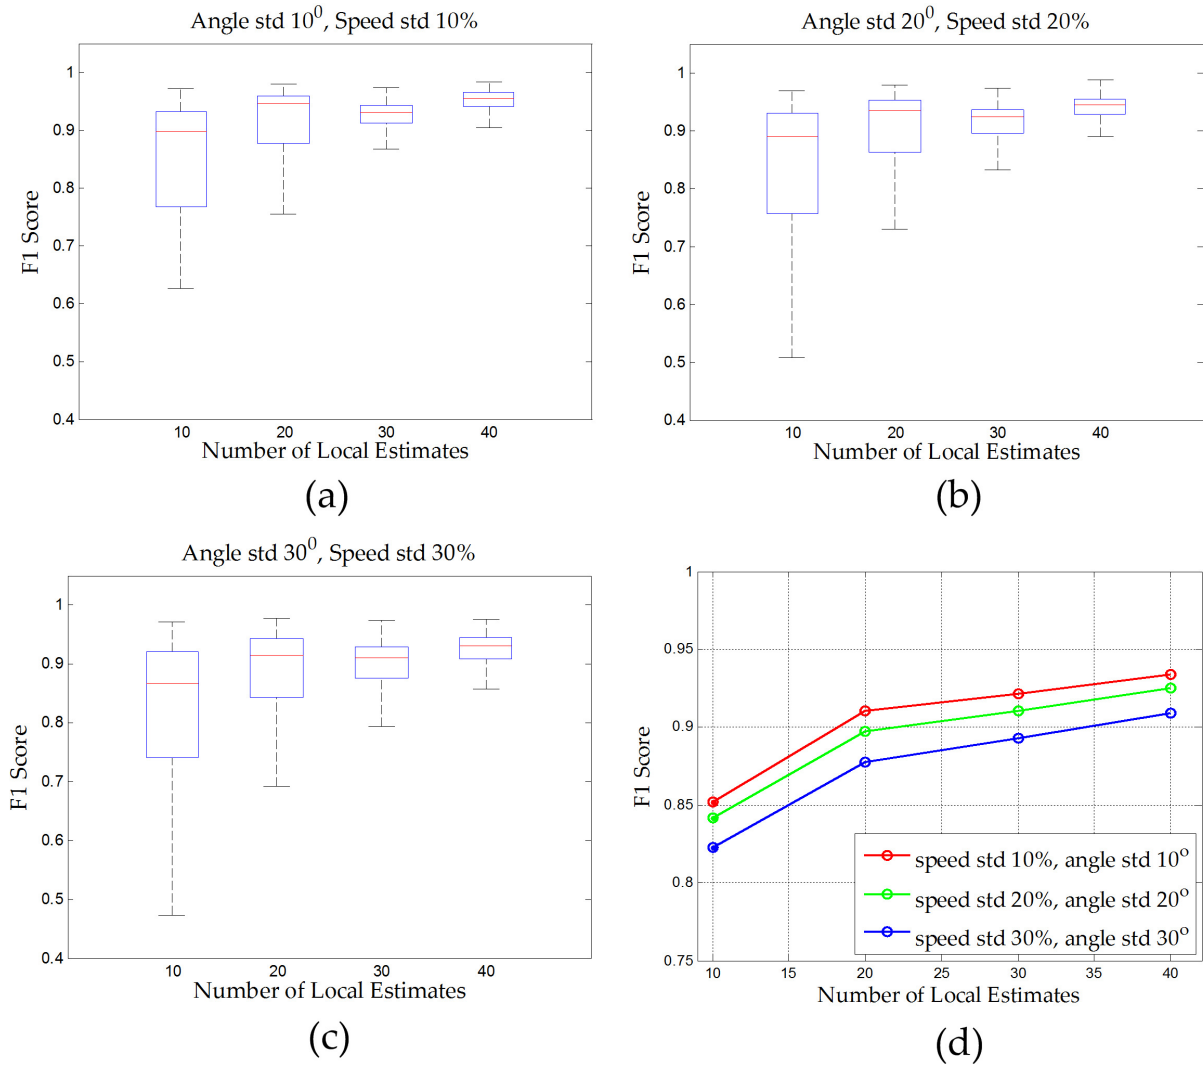 Angle std 10⁰, Speed std 10%
1
0.9
0.8
0.7
0.6
0.5
0.4
F1 Score
10 20 30 40
Number of Local Estimates
(a)
Angle std 20⁰, Speed std 20%
1
0.9
0.8
0.7
0.6
0.5
0.4
F1 Score
10 20 30 40
Number of Local Estimates
(b)
Angle std 30⁰, Speed std 30%
1
0.9
0.8
0.7
0.6
0.5
0.4
F1 Score
10 20 30 40
Number of Local Estimates
(c)
1
0.95
0.9
0.85
0.8
0.75
F1 Score
speed std 10%, angle std 10°
speed std 20%, angle std 20°
speed std 30%, angle std 30°
10 15 20 25 30 35 40
Number of Local Estimates
(d)